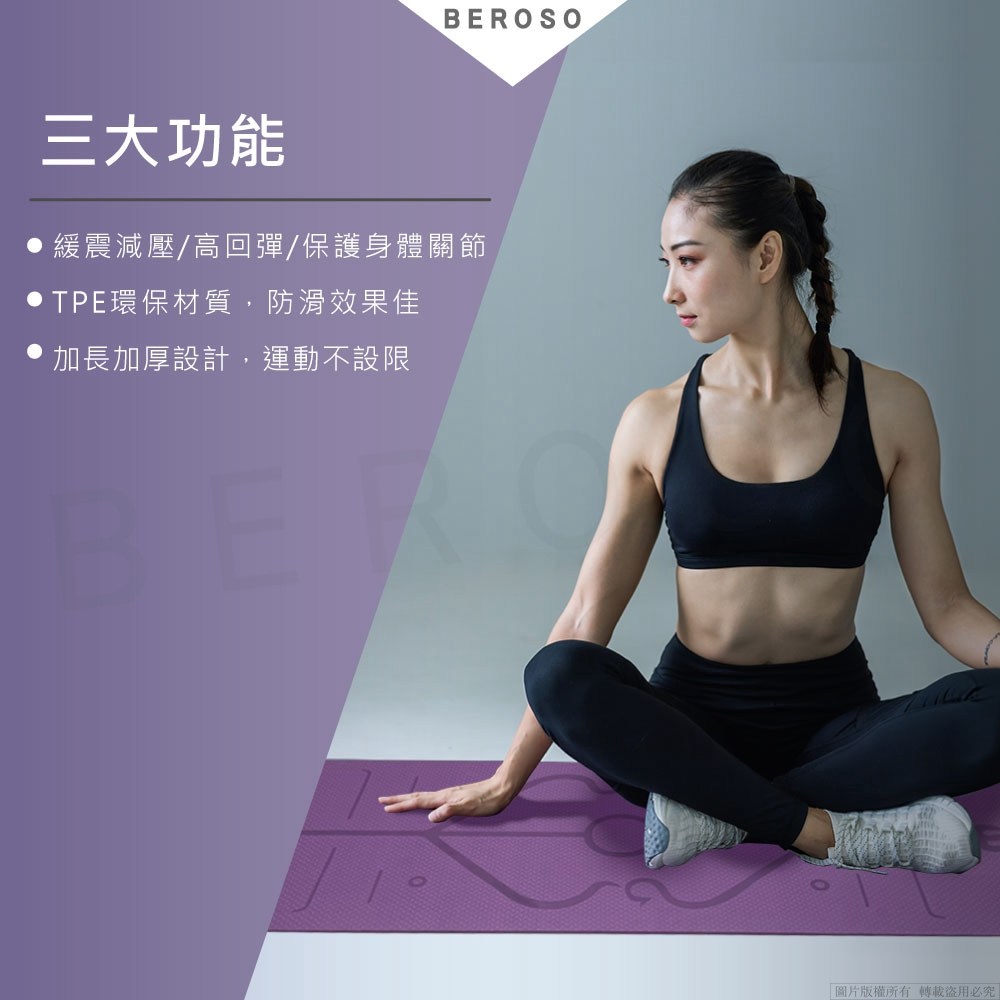 BEROSO
三大功能
● 緩震減壓/高回彈/保護身體關節
● TPE環保材質，防滑效果佳
● 加長加厚設計，運動不設限
BERO
圖片版權所有 轉載盜用必究